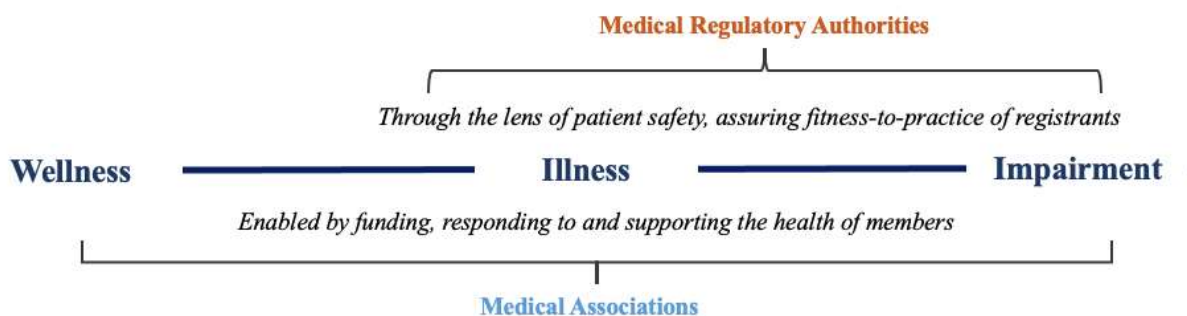 Medical Regulatory Authorities
Through the lens of patient safety, assuring fitness-to-practice of registrants
Wellness Illness Impairment
Enabled by funding, responding to and supporting the health of members
Medical Associations